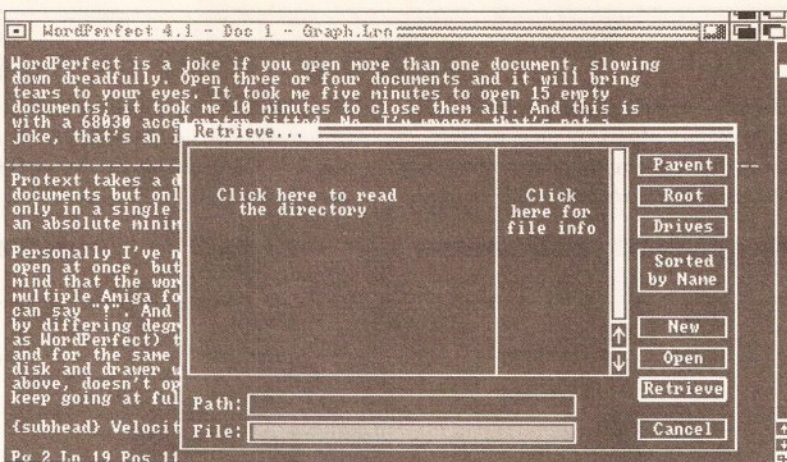 WordPerfect 4.1 - Doc 1 - Graph.Lrn
WordPerfect is a joke if you open more than one document, slowing
down dreadfully. Open three or four documents and it will bring
tears to your eyes. It took me five minutes to open 15 empty
documents; it took me 10 minutes to close them all. And this is
with a 68030 accelerator fitted. No, I'm wrong, that's not a
joke, that's an i
Protext takes a d
documents but onl
only in a single
an absolute minim
Personally I've n
open at once, but
mind that the wor
multiple Amiga fo
can say "↑". And
by differing degr
as WordPerfect) t
and for the same
disk and drawer w
above, doesn't op
keep going at ful
{subhead} Velocit
Pg 2 Ln 19 Pos 11
Retrieve...
Click here to read
the directory
Click
here for
file info
Parent
Root
Drives
Sorted
by Name
New
Open
Retrieve
Cancel
Path:
File: